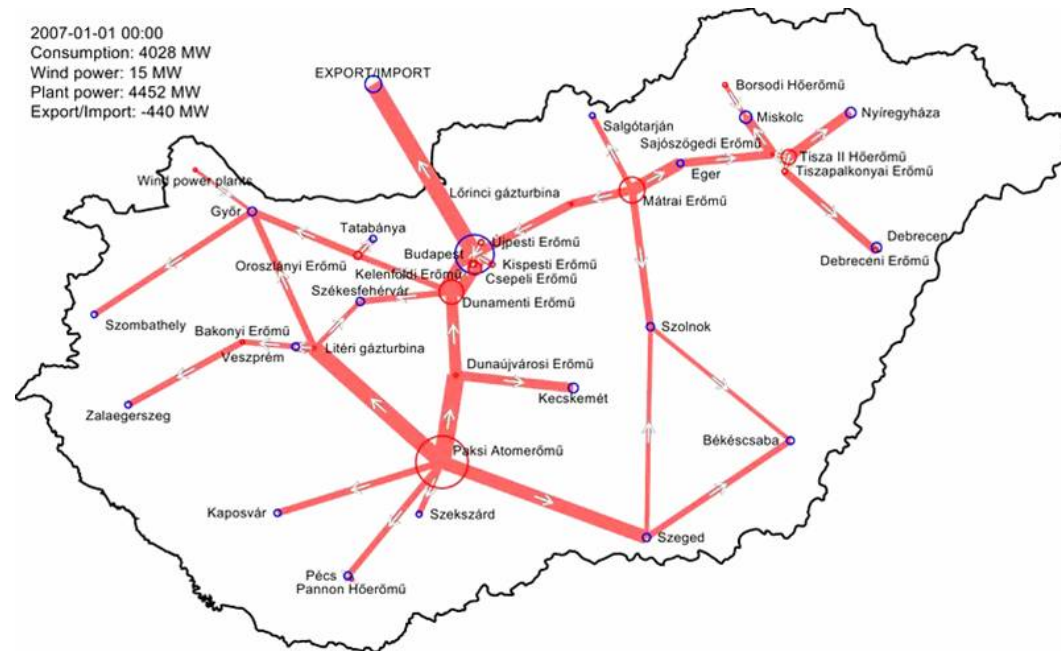 2007-01-01 00:00
Consumption: 4028 MW
Wind power: 15 MW
Plant power: 4452 MW
Export/Import: -440 MW
EXPORT/IMPORT
Borsodi Hőerőmű
Miskolc
Nyíregyháza
Salgótarján
Sajószögedi Erőmű
Tisza II Hőerőmű
Tiszapalkonyai Erőmű
Eger
Wind power plants
Lőrinci gázturbina
Mátrai Erőmű
Győr
Tatabánya
Újpesti Erőmű
Budapest
Debrecen
Debreceni Erőmű
Oroszlányi Erőmű
Kelenföldi Erőmű
Kispesti Erőmű
Csepeli Erőmű
Székesfehérvár
Dunamenti Erőmű
Szombathely
Bakonyi Erőmű
Veszprém
Litéri gázturbina
Szolnok
Dunaújvárosi Erőmű
Kecskemét
Zalaegerszeg
Békéscsaba
Paksi Atomerőmű
Kaposvár
Szekszárd
Szeged
Pécs
Pannon Hőerőmű